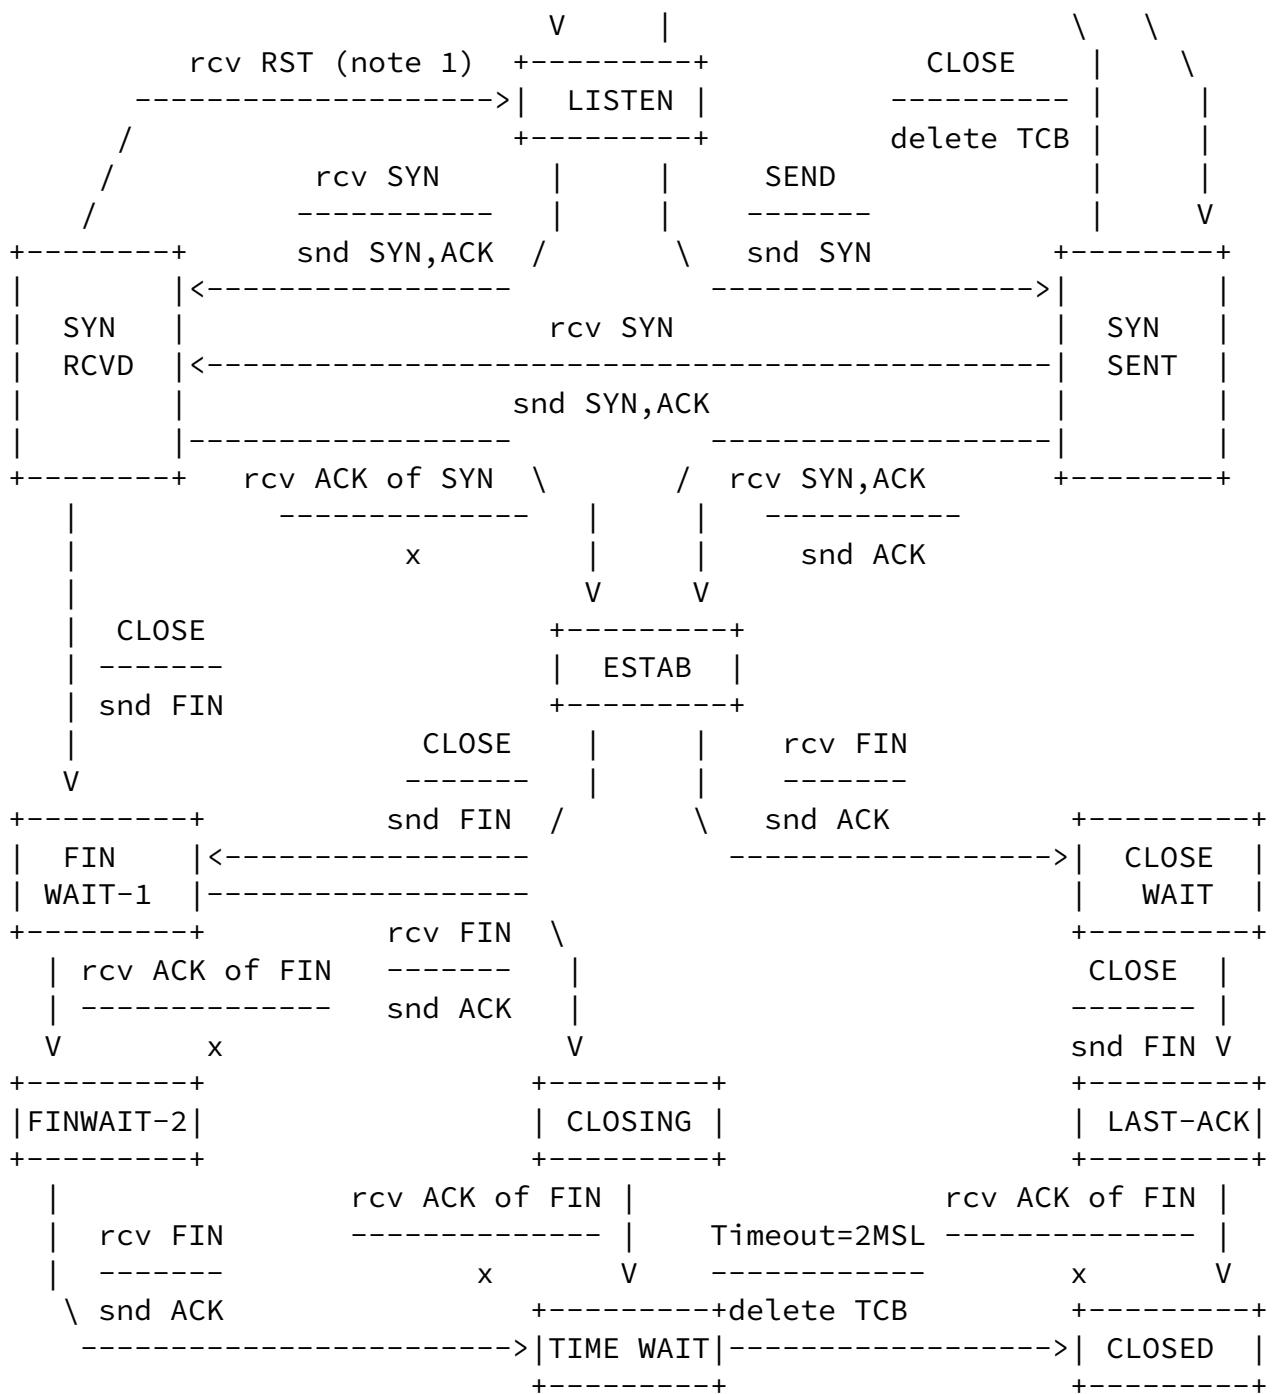 V     |                      \   \
          rcv RST (note 1)  +---------+            CLOSE    |    \
       -------------------->|  LISTEN |          ---------- |     |
      /                     +---------+          delete TCB |     |
     /           rcv SYN      |     |     SEND              |     |
    /           -----------   |     |    -------            |     V
+--------+      snd SYN,ACK  /       \   snd SYN          +--------+
|        |<-----------------           ------------------>|        |
|  SYN   |                    rcv SYN                     |  SYN   |
|  RCVD  |<-----------------------------------------------|  SENT  |
|        |                  snd SYN,ACK                   |        |
|        |------------------           -------------------|        |
+--------+   rcv ACK of SYN  \       /  rcv SYN,ACK       +--------+
   |           --------------   |     |   -----------
   |                  x         |     |     snd ACK
   |                            V     V
   |  CLOSE                   +---------+
   | -------                  |  ESTAB  |
   | snd FIN                  +---------+
   |                   CLOSE    |     |    rcv FIN
   V                  -------   |     |    -------
+---------+          snd FIN  /       \   snd ACK          +---------+
|  FIN    |<-----------------           ------------------>|  CLOSE  |
| WAIT-1  |------------------                              |   WAIT  |
+---------+          rcv FIN  \                            +---------+
  | rcv ACK of FIN   -------   |                            CLOSE  |
  | --------------   snd ACK   |                           ------- |
  V        x                   V                           snd FIN V
+---------+                  +---------+                   +---------+
|FINWAIT-2|                  | CLOSING |                   | LAST-ACK|
+---------+                  +---------+                   +---------+
  |                rcv ACK of FIN |                 rcv ACK of FIN |
  |  rcv FIN       -------------- |    Timeout=2MSL -------------- |
  |  -------              x       V    ------------        x       V
   \ snd ACK                 +---------+delete TCB         +---------+
    ------------------------>|TIME WAIT|------------------>| CLOSED  |
                             +---------+                   +---------+